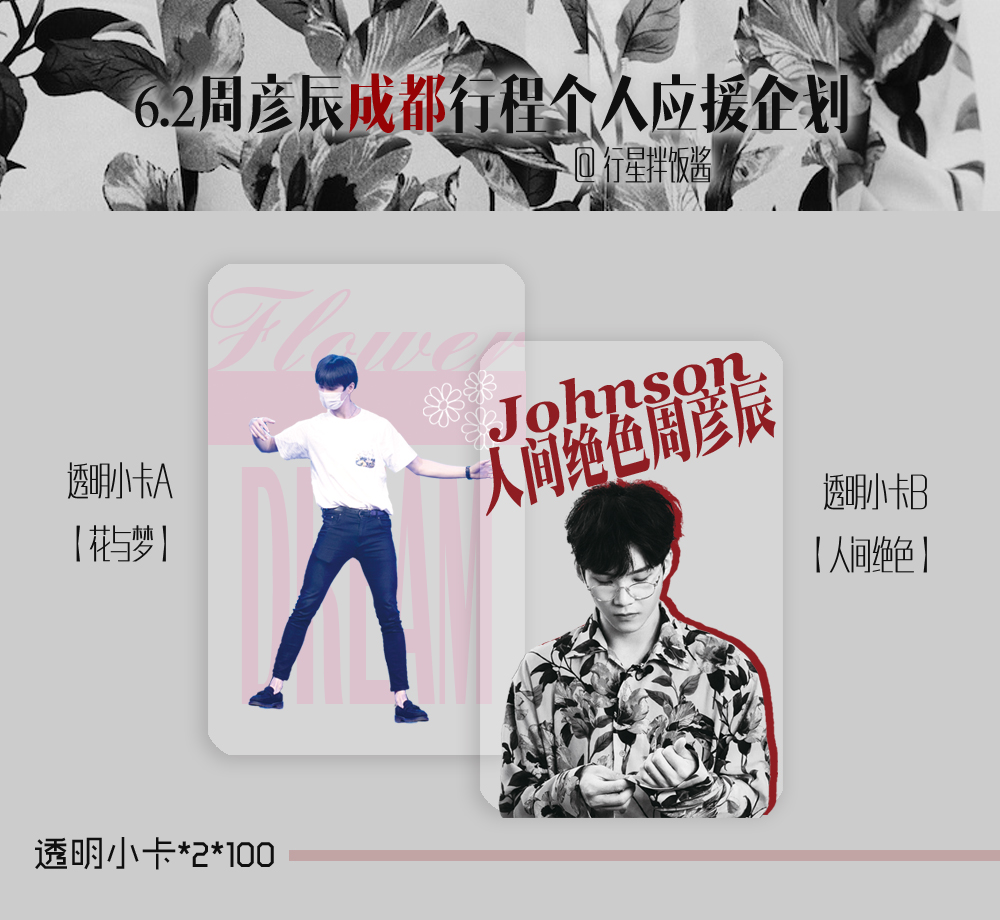 6.2周彦辰成都行程个人应援企划
@行星拌饭酱
Flower
DREAM
透明小卡A
【花与梦】
Johnson
人间绝色周彦辰
透明小卡B
【人间绝色】
透明小卡*2*100